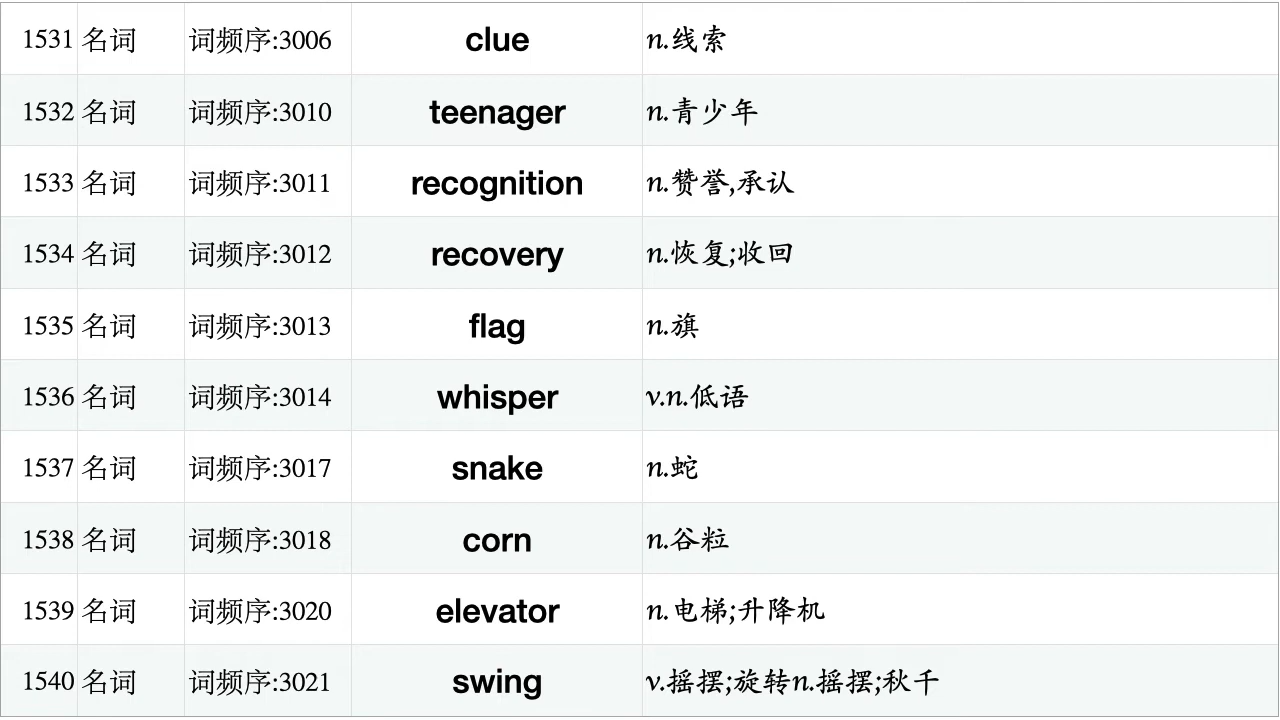 1531 名词 词频序:3006 clue n.线索
1532 名词 词频序:3010 teenager n.青少年
1533 名词 词频序:3011 recognition n.赞誉,承认
1534 名词 词频序:3012 recovery n.恢复;收回
1535 名词 词频序:3013 flag n.旗
1536 名词 词频序:3014 whisper v.n.低语
1537 名词 词频序:3017 snake n.蛇
1538 名词 词频序:3018 corn n.谷粒
1539 名词 词频序:3020 elevator n.电梯;升降机
1540 名词 词频序:3021 swing v.摇摆;旋转n.摇摆;秋千